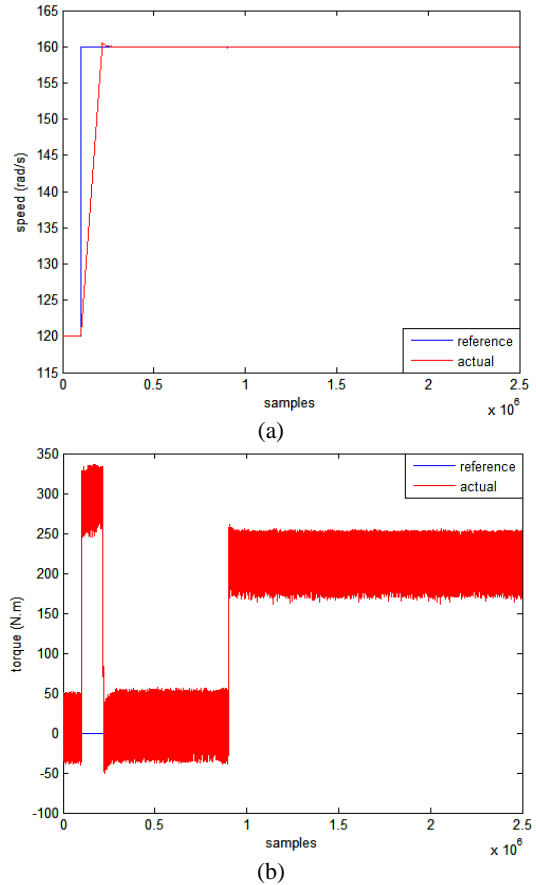 165
160
155
150
145
140
135
130
125
120
115
speed (rad/s)
reference
actual
0 0.5 1 1.5 2 2.5
samples
x 10^6
(a)
350
300
250
200
150
100
50
0
-50
-100
torque (N.m)
reference
actual
0 0.5 1 1.5 2 2.5
samples
x 10^6
(b)